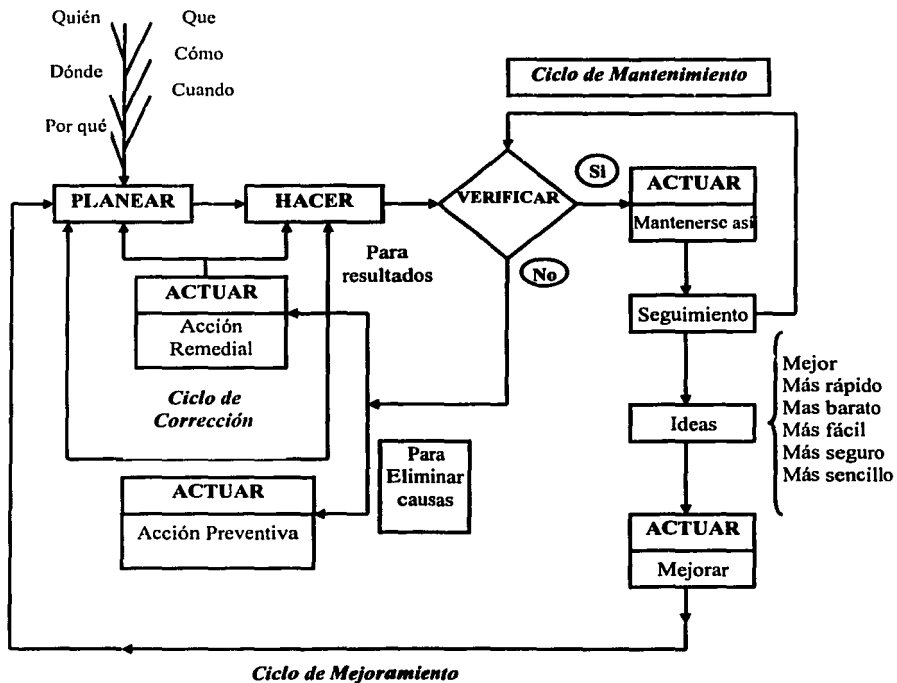 Quién
Que
Cómo
Dónde
Cuando
Por qué
Ciclo de Mantenimiento
PLANEAR
HACER
VERIFICAR
Si
ACTUAR
Mantenerse así
No
Para
resultados
ACTUAR
Acción
Remedial
Seguimiento
Ciclo de
Corrección
Ideas
Mejor
Más rápido
Mas barato
Más fácil
Más seguro
Más sencillo
Para
Eliminar
causas
ACTUAR
Acción Preventiva
ACTUAR
Mejorar
Ciclo de Mejoramiento